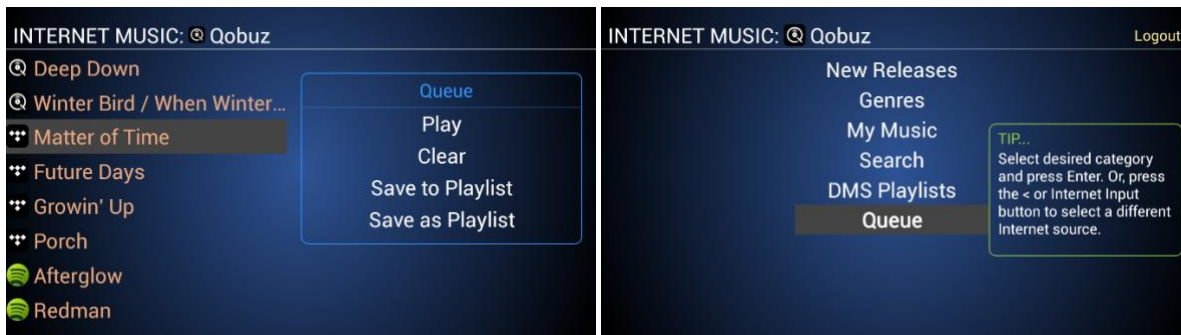 INTERNET MUSIC: Qobuz
Deep Down
Winter Bird / When Winter...
Matter of Time
Future Days
Growin' Up
Porch
Afterglow
Redman
Queue
Play
Clear
Save to Playlist
Save as Playlist
INTERNET MUSIC: Qobuz
Logout
New Releases
Genres
My Music
Search
DMS Playlists
Queue
TIP...
Select desired category
and press Enter. Or, press
the < or Internet Input
button to select a different
Internet source.